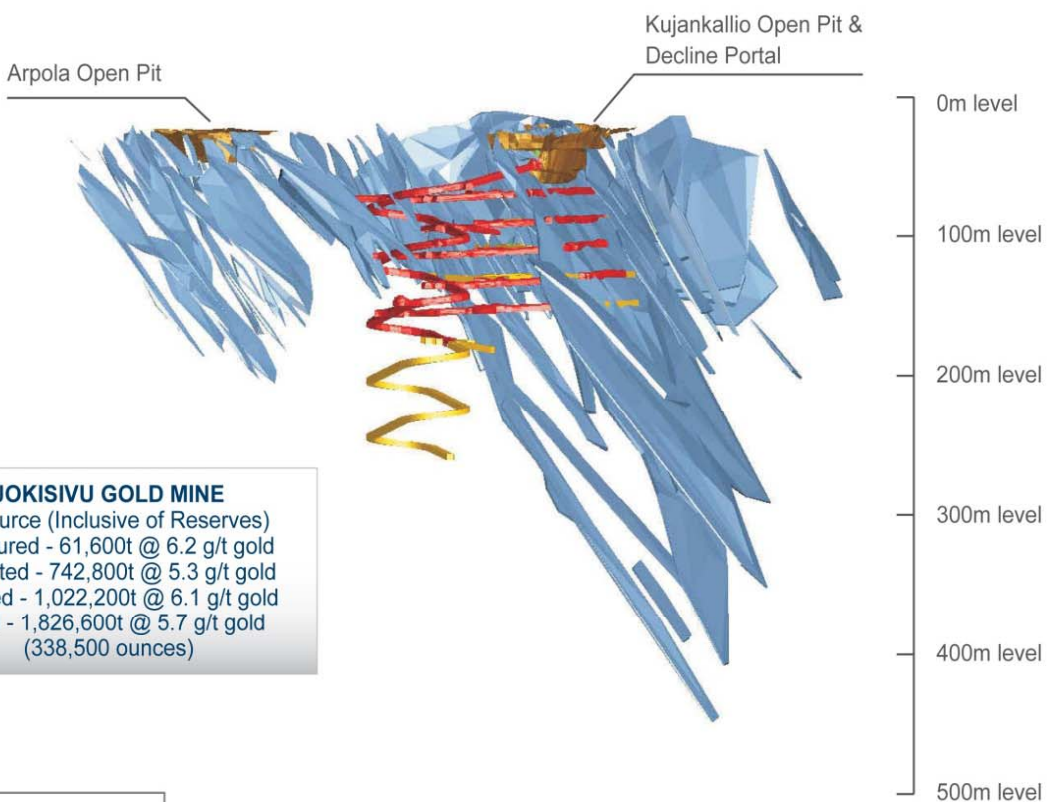 Kujankallio Open Pit &
Decline Portal
Arpola Open Pit
0m level
100m level
200m level
300m level
400m level
500m level
JOKISIVU GOLD MINE
urce (Inclusive of Reserves)
ured - 61,600t @ 6.2 g/t gold
ted - 742,800t @ 5.3 g/t gold
ed - 1,022,200t @ 6.1 g/t gold
- 1,826,600t @ 5.7 g/t gold
(338,500 ounces)